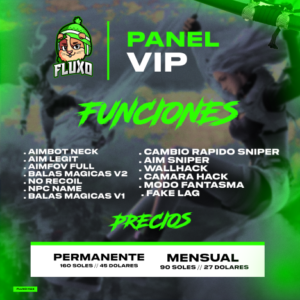 FLUXO
PANEL
VIP
FUNCIONES
. AIMBOT NECK
. AIM LEGIT
. AIMFOV FULL
. BALAS MAGICAS V2
. NO RECOIL
. NPC NAME
. BALAS MAGICAS V1
. CAMBIO RAPIDO SNIPER
. AIM SNIPER
. WALLHACK
. CAMARA HACK
. MODO FANTASMA
. FAKE LAG
PRECIOS
PERMANENTE
160 SOLES // 45 DOLARES
MENSUAL
90 SOLES // 27 DOLARES